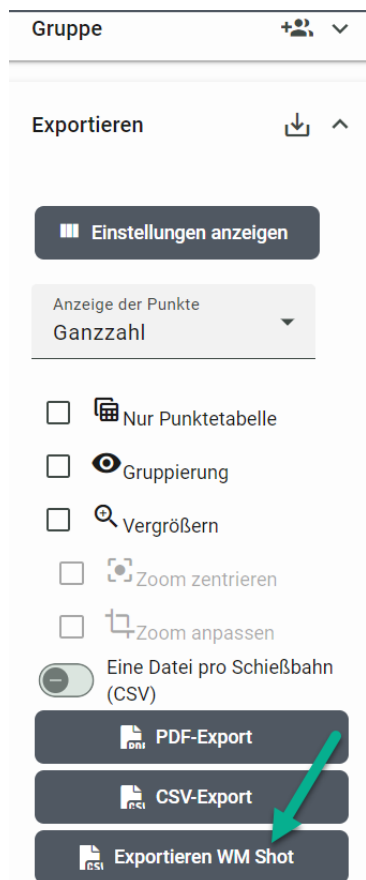 Gruppe
Exportieren
Einstellungen anzeigen
Anzeige der Punkte
Ganzzahl
Nur Punktetabelle
Gruppierung
Vergrößern
Zoom zentrieren
Zoom anpassen
Eine Datei pro Schießbahn
(CSV)
PDF-Export
CSV-Export
Exportieren WM Shot